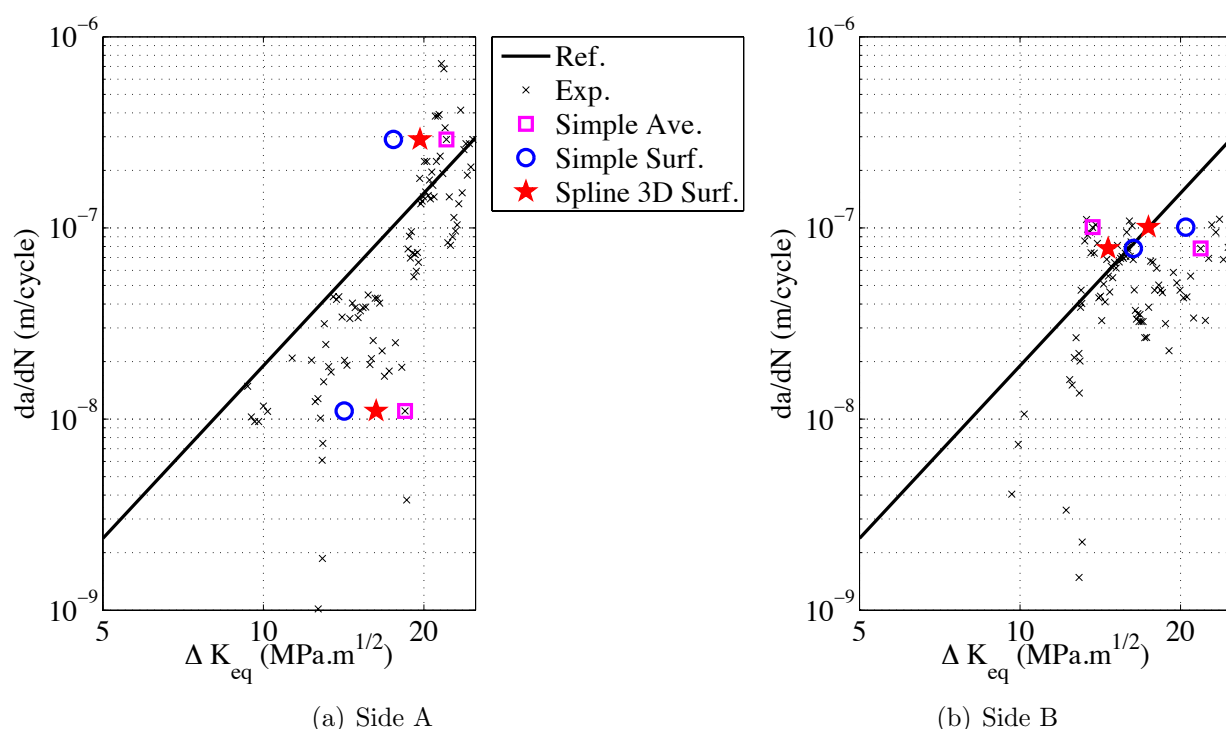 10⁻⁶
10⁻⁷
10⁻⁸
10⁻⁹
da/dN (m/cycle)
5
10
20
Δ K_eq (MPa.m^1/2)
(a) Side A
Ref.
Exp.
Simple Ave.
Simple Surf.
Spline 3D Surf.
10⁻⁶
10⁻⁷
10⁻⁸
10⁻⁹
da/dN (m/cycle)
5
10
20
Δ K_eq (MPa.m^1/2)
(b) Side B